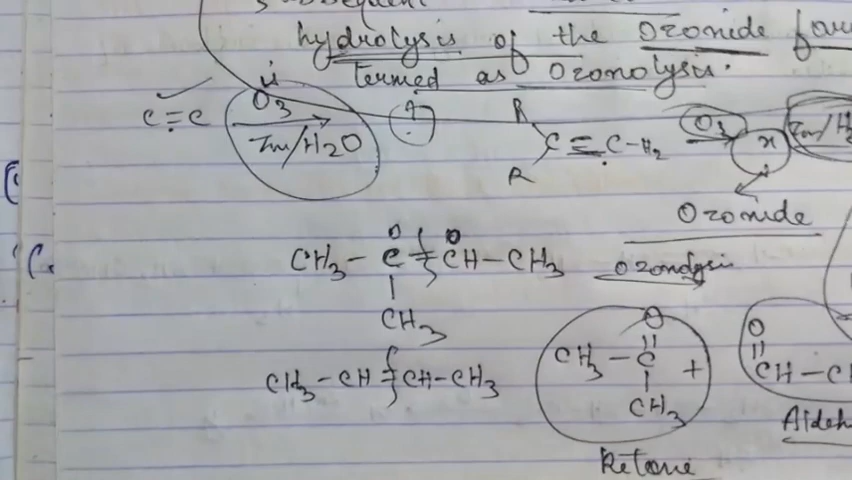 subsequent
hydrolysis of the Ozonide
termed as Ozonolysis.
C=C O3 Zn/H2O ? R C=C-H2 O3 x Zn/H
R
Ozonide
CH3-C=CH-CH3 ozonolysis
O O
CH3
O O
CH3-CH=CH-CH3 CH3-C + CH-C
CH3
Aldeh
Ketone